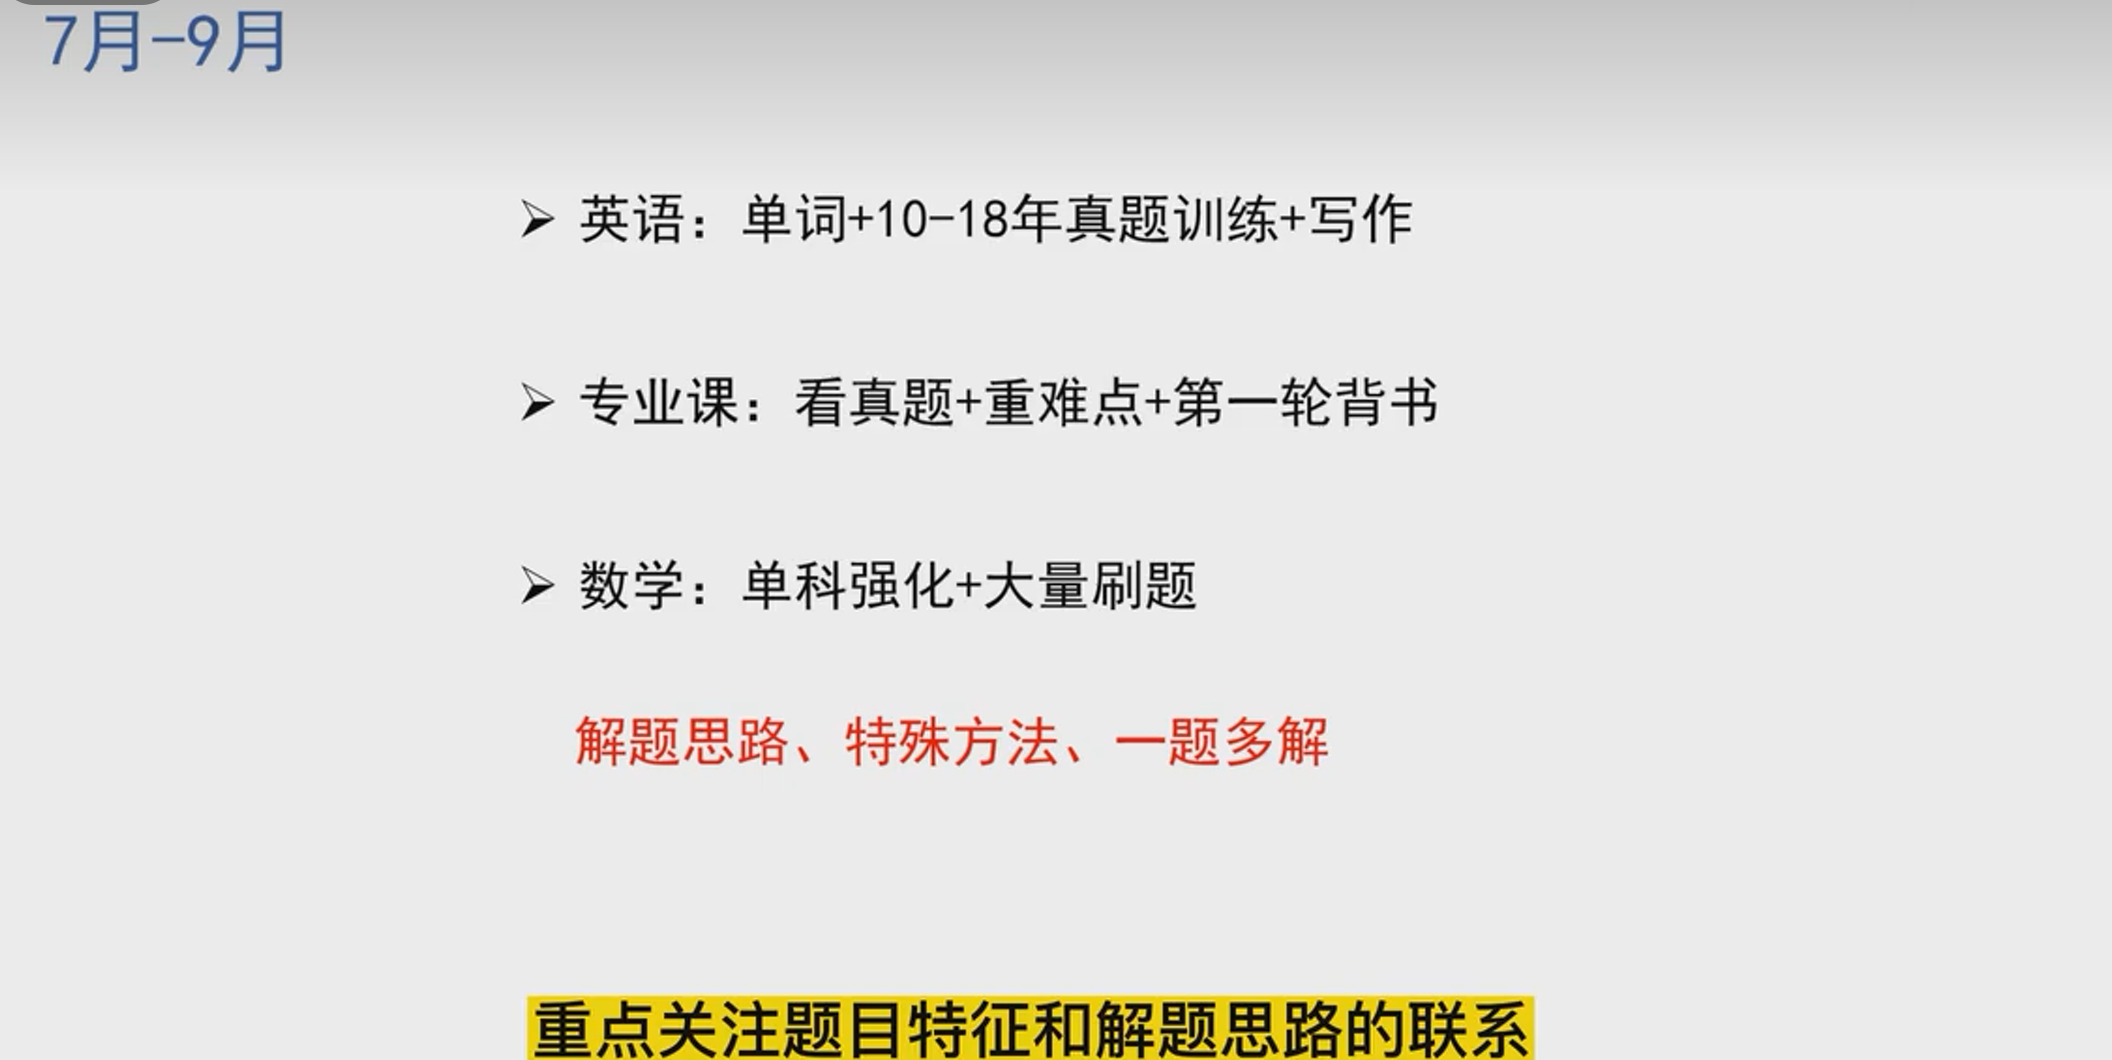 7月-9月
英语：单词+10-18年真题训练+写作
专业课：看真题+重难点+第一轮背书
数学：单科强化+大量刷题
解题思路、特殊方法、一题多解
重点关注题目特征和解题思路的联系